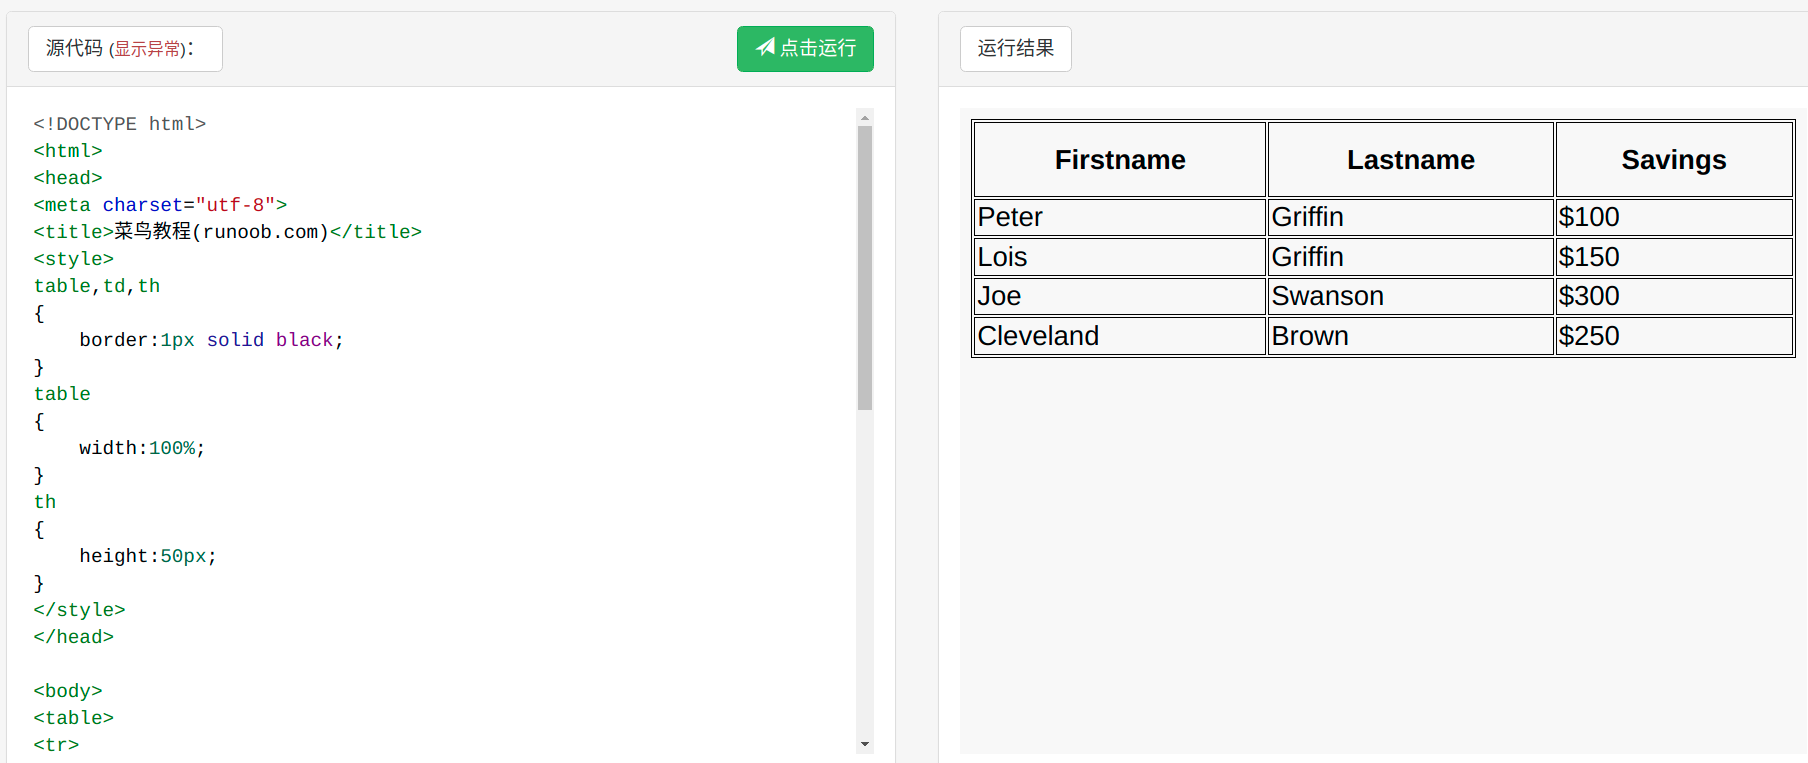 源代码 (显示异常)：
点击运行
<!DOCTYPE html>
<html>
<head>
<meta charset="utf-8">
<title>菜鸟教程(runoob.com)</title>
<style>
table,td,th
{
    border:1px solid black;
}
table
{
    width:100%;
}
th
{
    height:50px;
}
</style>
</head>
<body>
<table>
<tr>
运行结果
Firstname Lastname Savings
Peter Griffin $100
Lois Griffin $150
Joe Swanson $300
Cleveland Brown $250